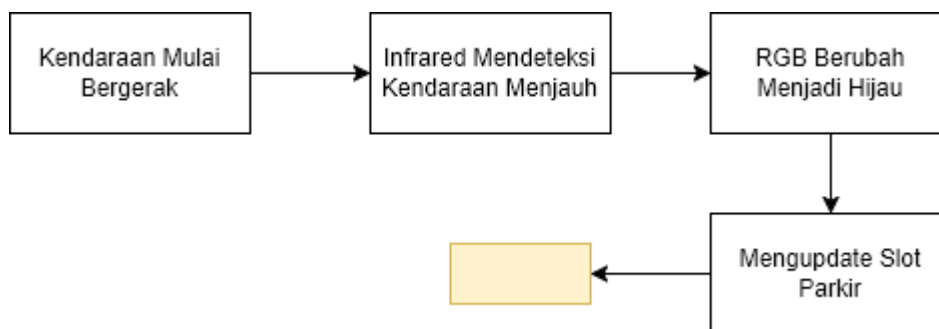 Kendaraan Mulai
Bergerak
Infrared Mendeteksi
Kendaraan Menjauh
RGB Berubah
Menjadi Hijau
Mengupdate Slot
Parkir